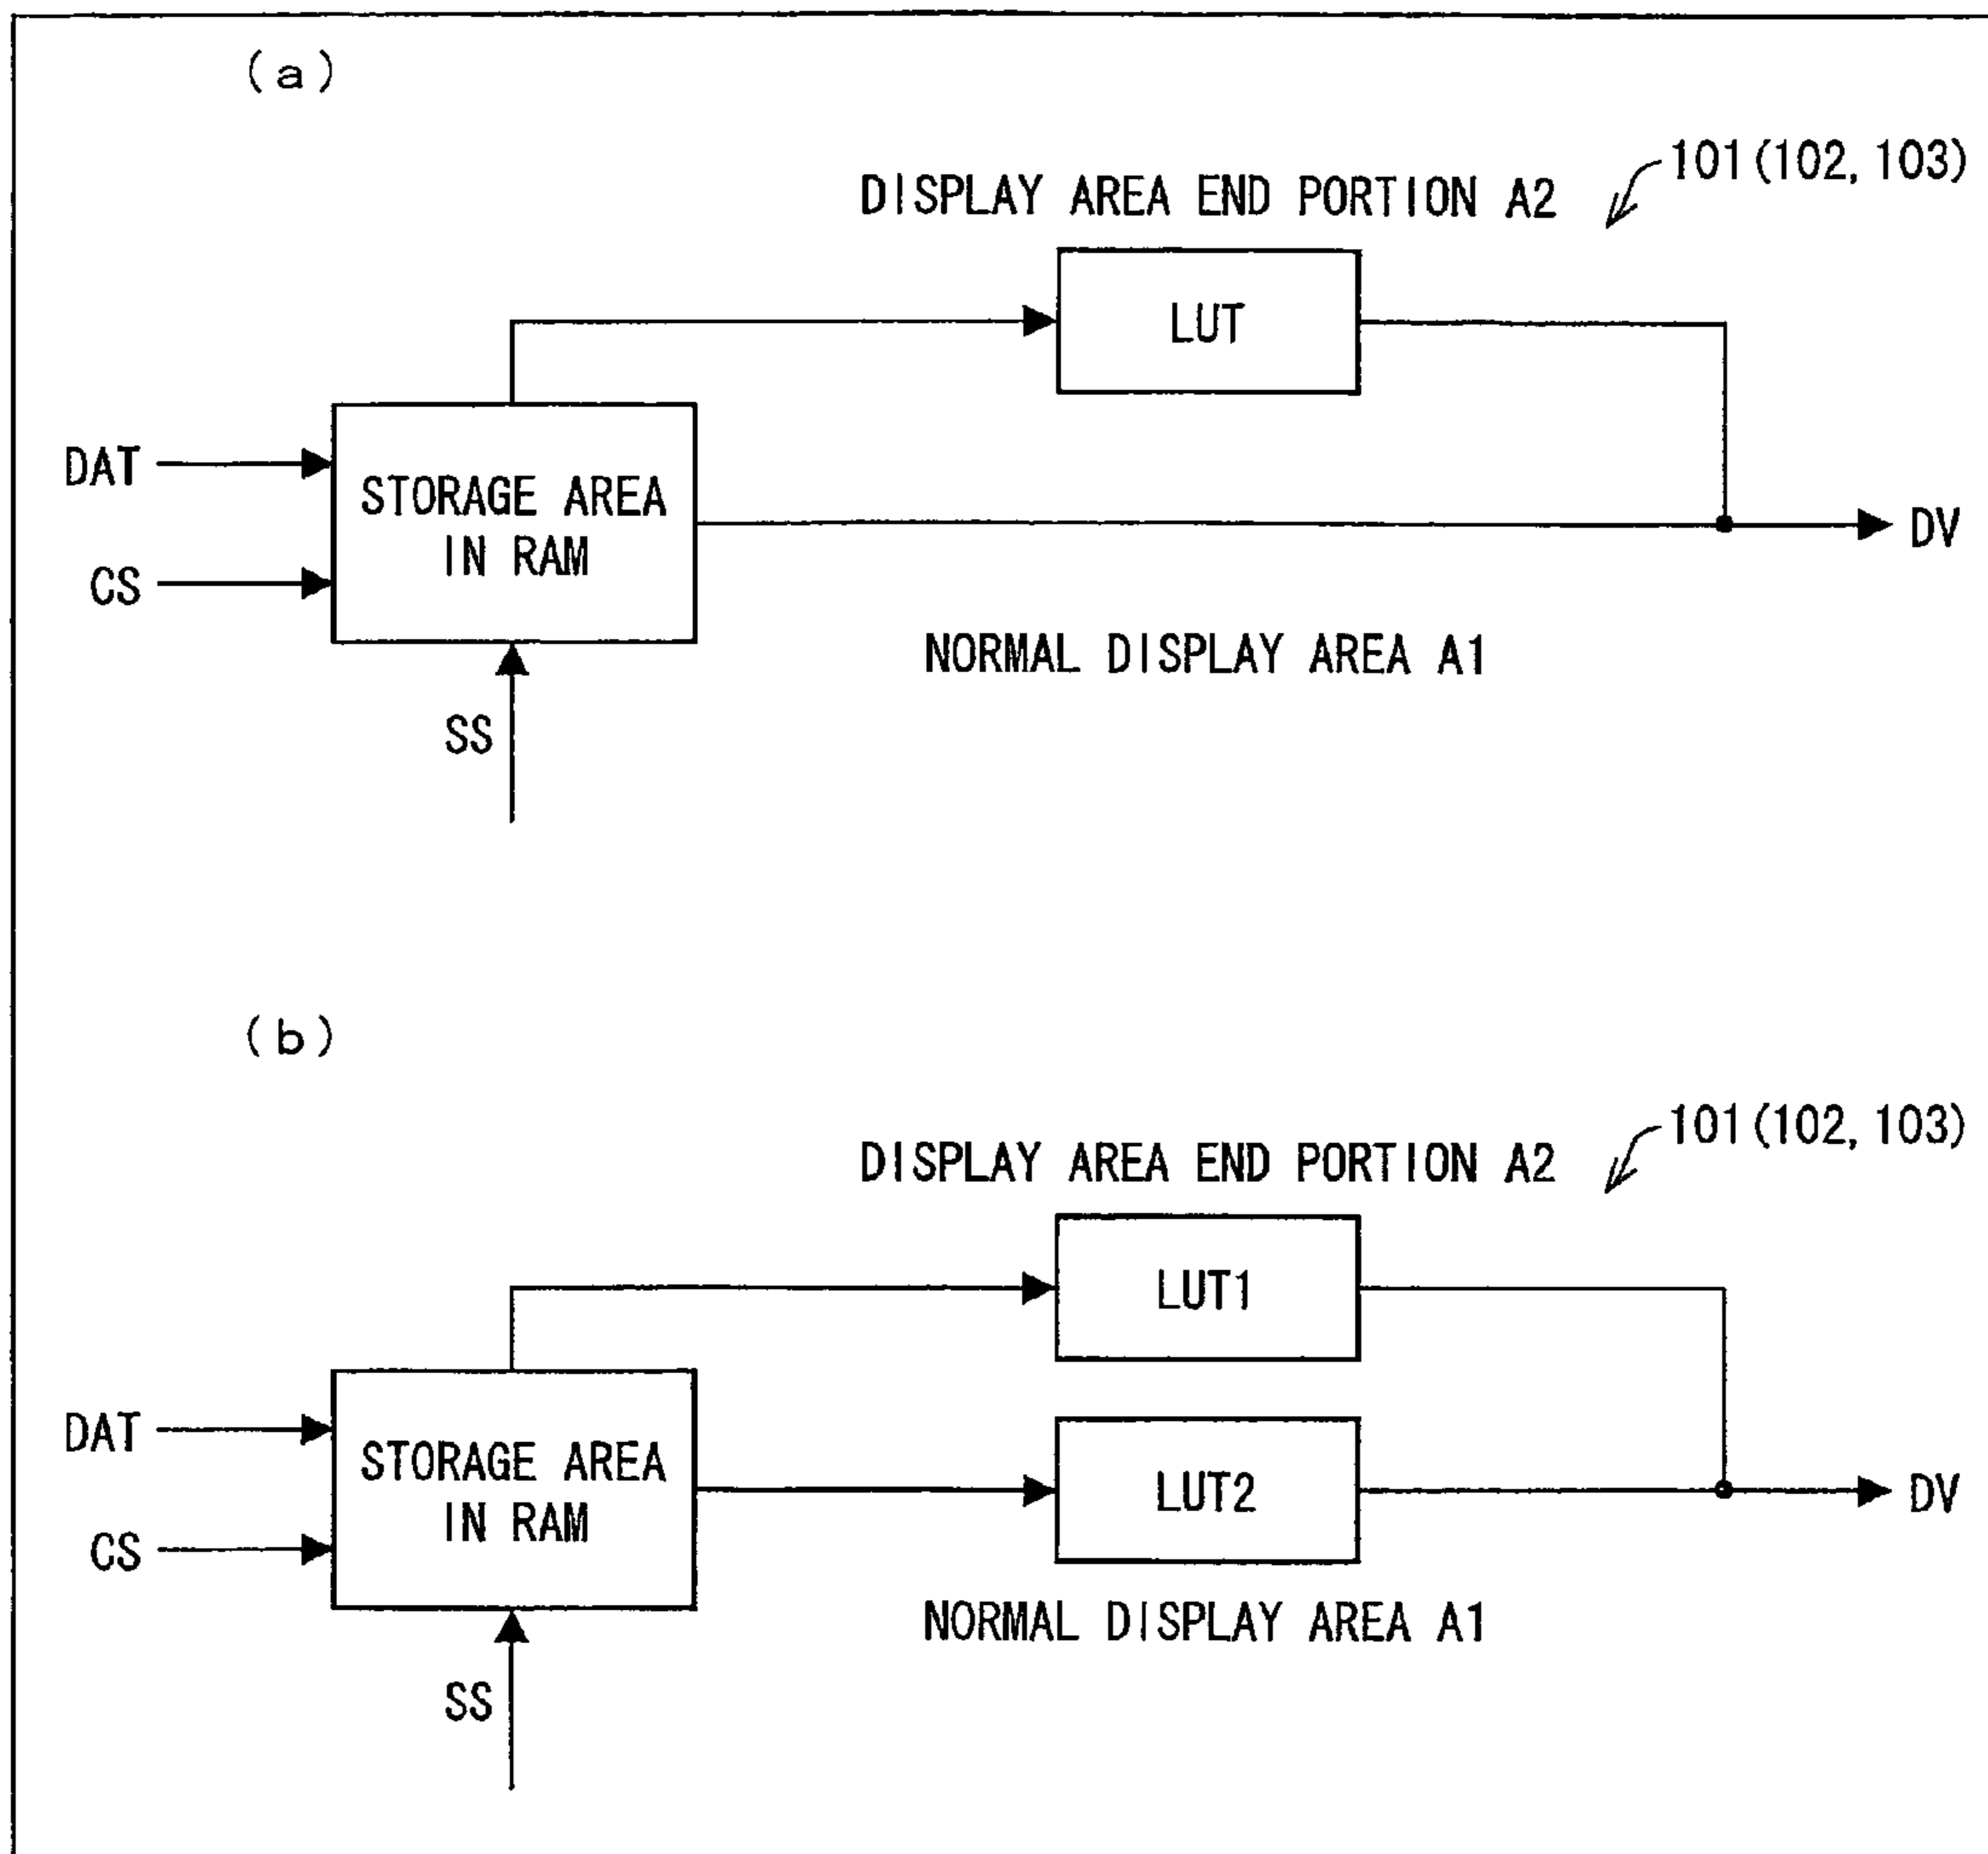 (a)
101(102, 103)
DISPLAY AREA END PORTION A2
LUT
DAT
STORAGE AREA
IN RAM
CS
DV
NORMAL DISPLAY AREA A1
SS
(b)
101(102, 103)
DISPLAY AREA END PORTION A2
LUT1
DAT
STORAGE AREA
IN RAM
LUT2
CS
DV
NORMAL DISPLAY AREA A1
SS